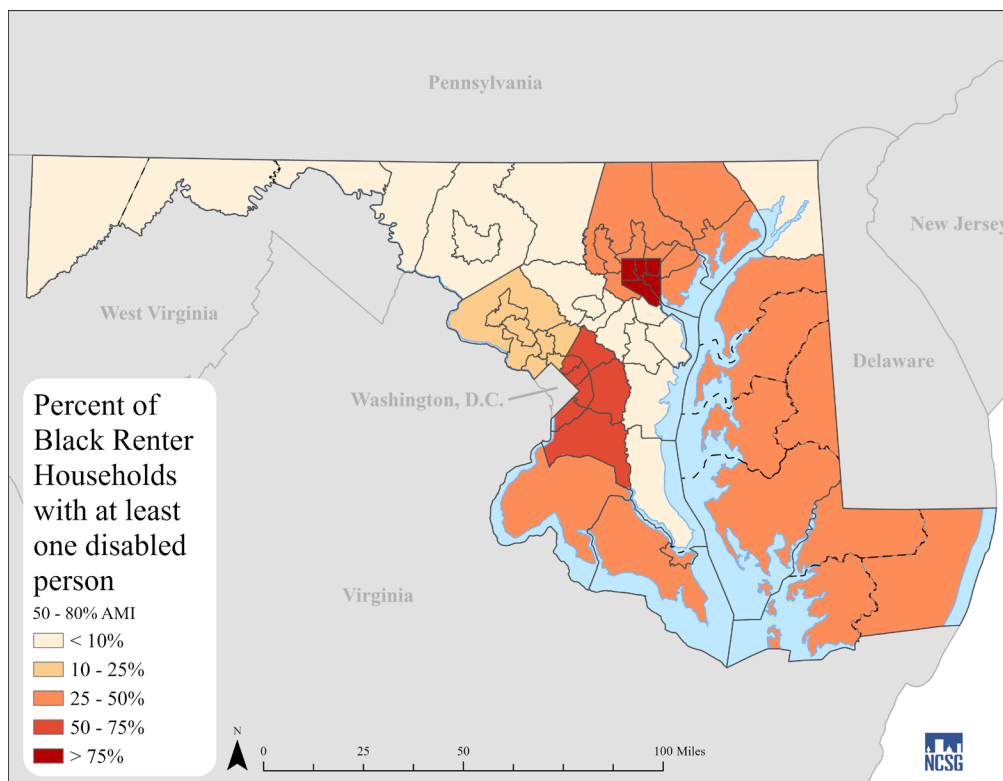 Pennsylvania
New Jersey
West Virginia
Delaware
Washington, D.C.
Virginia
Percent of
Black Renter
Households
with at least
one disabled
person
50 - 80% AMI
< 10%
10 - 25%
25 - 50%
50 - 75%
> 75%
N
0 25 50 100 Miles
NCSG